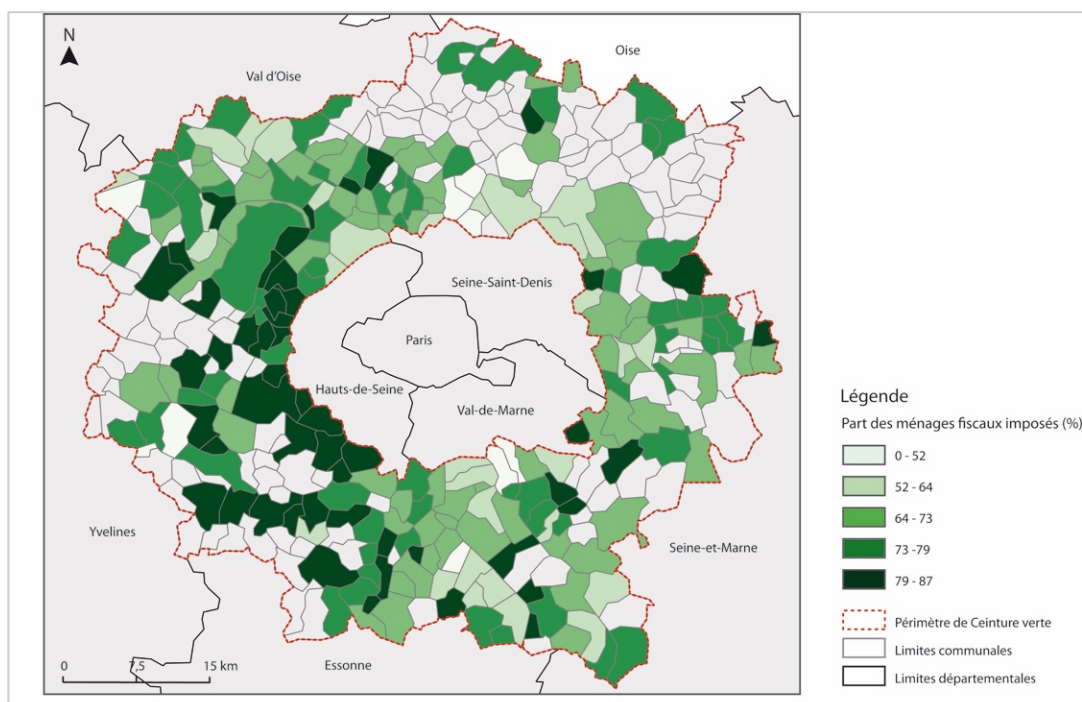 N
Oise
Val d'Oise
Seine-Saint-Denis
Paris
Hauts-de-Seine
Val-de-Marne
Yvelines
Seine-et-Marne
Essonne
0 7,5 15 km
Légende
Part des ménages fiscaux imposés (%)
0 - 52
52 - 64
64 - 73
73 -79
79 - 87
Périmètre de Ceinture verte
Limites communales
Limites départementales